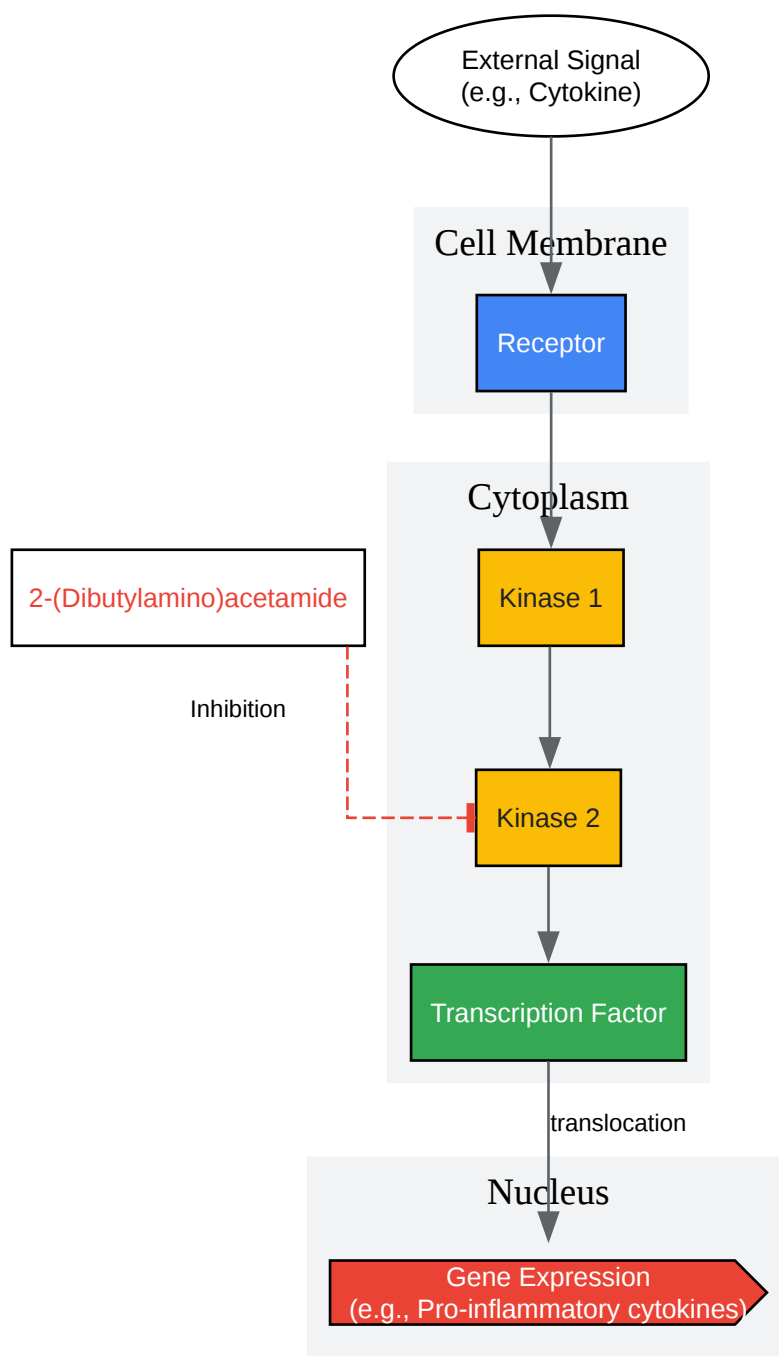 External Signal
(e.g., Cytokine)
Cell Membrane
Receptor
Cytoplasm
2-(Dibutylamino)acetamide
Kinase 1
Inhibition
Kinase 2
Transcription Factor
translocation
Nucleus
Gene Expression
(e.g., Pro-inflammatory cytokines)